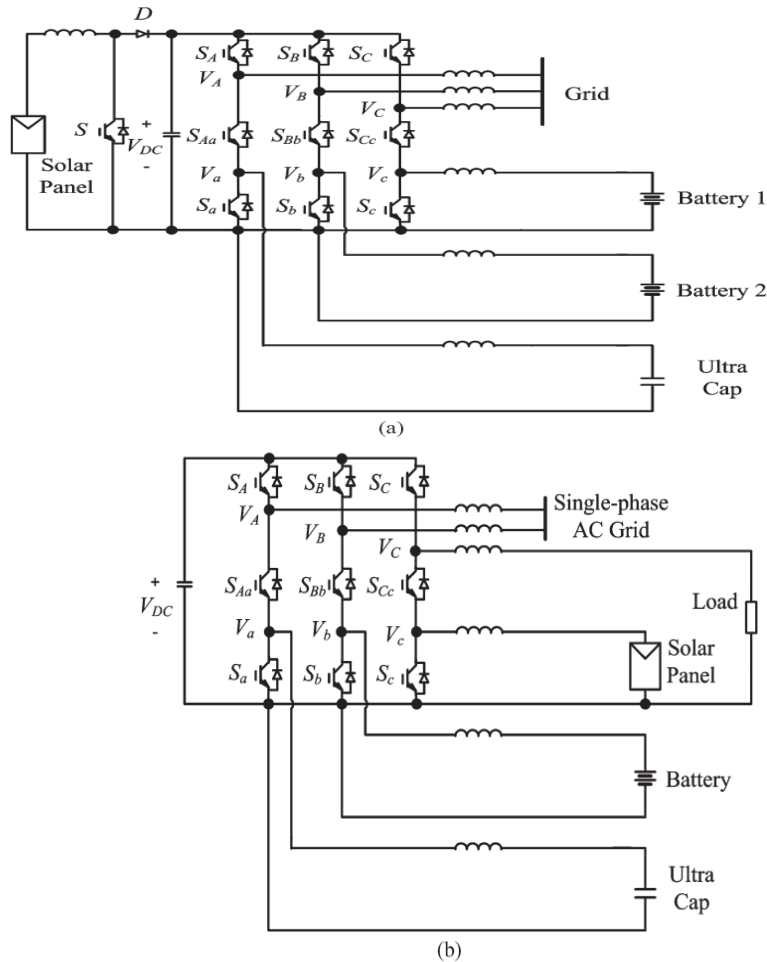 D
S_A S_B S_C
V_A V_B V_C
Grid
S
+
V_DC
-
Solar
Panel
S_Aa S_Bb S_Cc
V_a V_b V_c
S_a S_b S_c
Battery 1
Battery 2
Ultra
Cap
(a)
S_A S_B S_C
V_A V_B V_C
Single-phase
AC Grid
+
V_DC
-
S_Aa S_Bb S_Cc
Load
V_a V_b V_c
Solar
Panel
S_a S_b S_c
Battery
Ultra
Cap
(b)